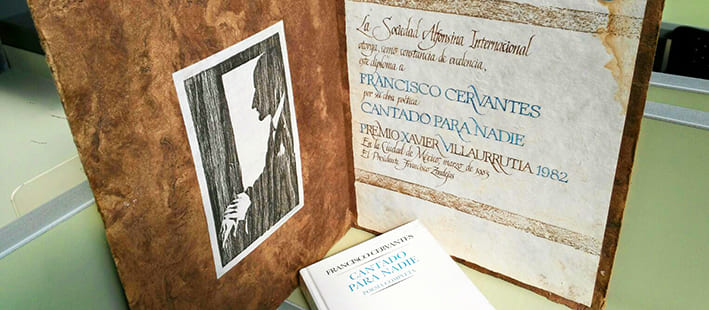 La Sociedad Alfonsina Internacional
otorga, como constancia de excelencia,
este diploma a
FRANCISCO CERVANTES
por su obra poética
CANTADO PARA NADIE
PREMIO XAVIER VILLAURRUTIA 1982
En la Ciudad de México, marzo de 1983
El Presidente Francisco Zendejas
FRANCISCO CERVANTES
CANTADO
PARA NADIE
POESÍA COMPLETA